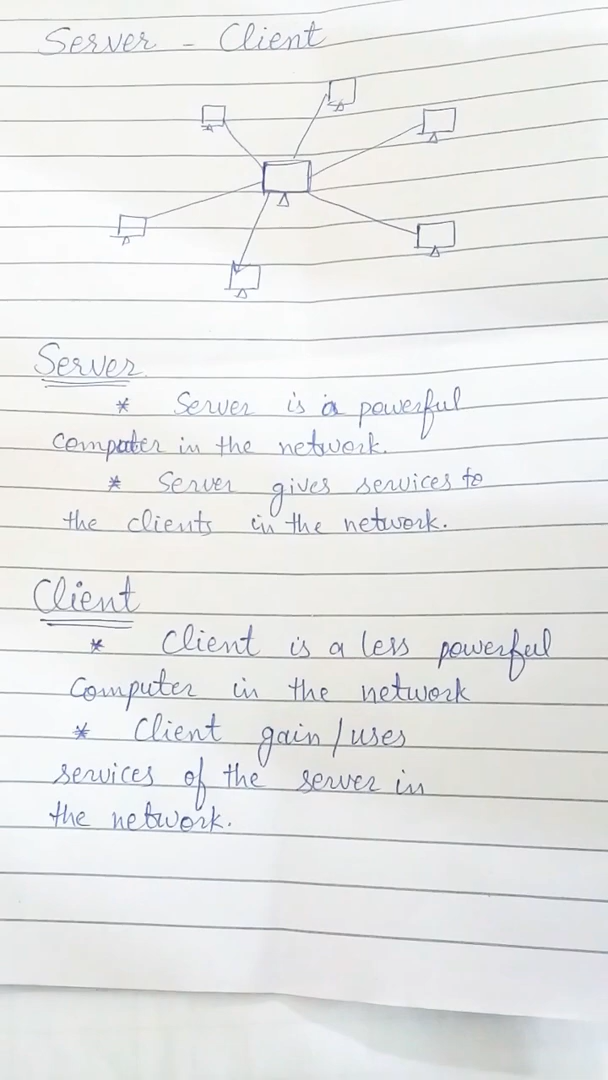 Server - Client
Server
* Server is a powerful
computer in the network.
* Server gives services to
the clients in the network.
Client
* Client is a less powerful
Computer in the network
* Client gain/uses
services of the server in
the network.